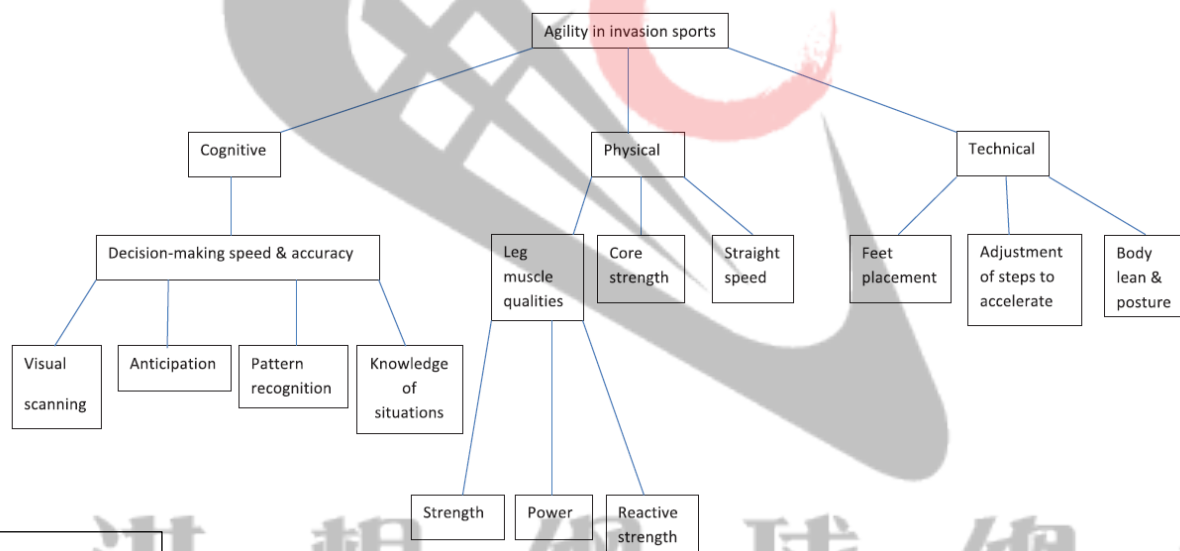 Agility in invasion sports
Cognitive
Physical
Technical
Decision-making speed & accuracy
Leg
muscle
qualities
Core
strength
Straight
speed
Feet
placement
Adjustment
of steps to
accelerate
Body
lean &
posture
Visual
scanning
Anticipation
Pattern
recognition
Knowledge
of
situations
Strength
Power
Reactive
strength